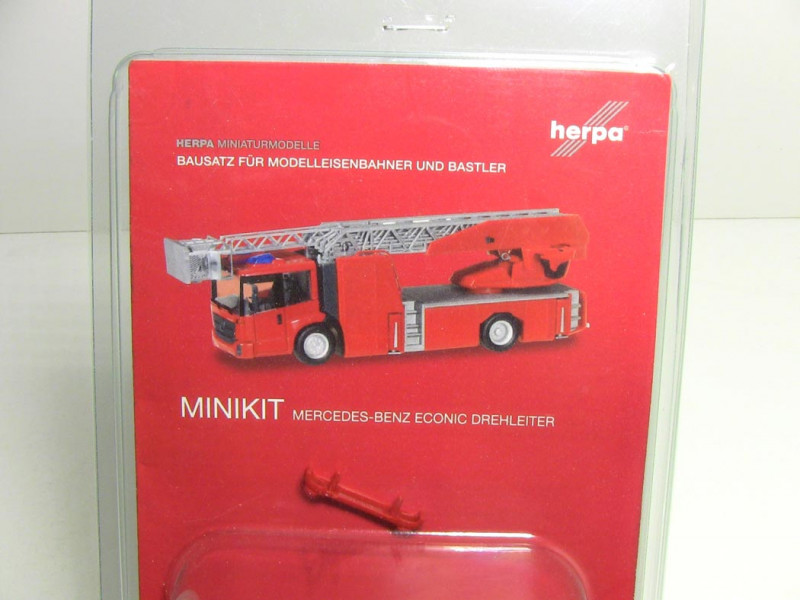 herpa®
HERPA MINIATURMODELLE
BAUSATZ FÜR MODELLEISENBAHNER UND BASTLER
MINIKIT MERCEDES-BENZ ECONIC DREHLEITER